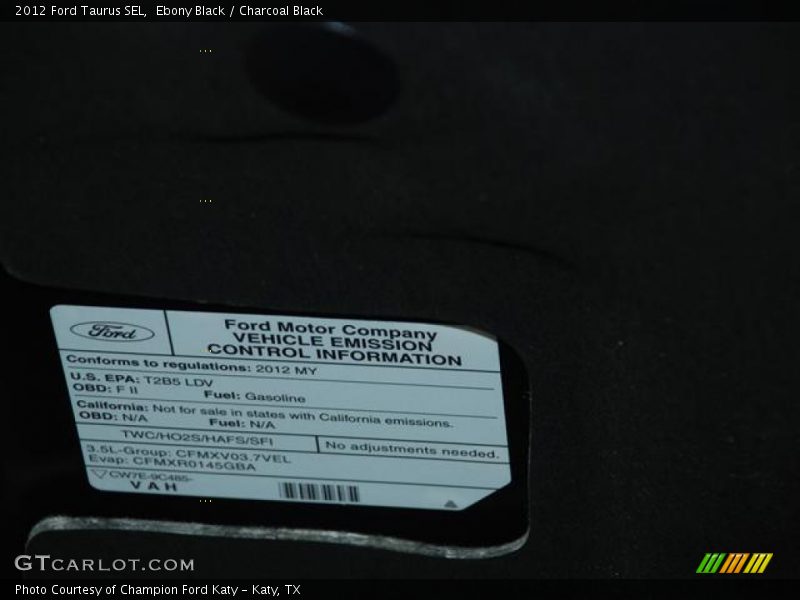 2012 Ford Taurus SEL, Ebony Black / Charcoal Black
Ford
Ford Motor Company
VEHICLE EMISSION
CONTROL INFORMATION
Conforms to regulations: 2012 MY
U.S. EPA: T2B5 LDV
OBD: F II Fuel: Gasoline
California: Not for sale in states with California emissions.
OBD: N/A Fuel: N/A
TWC/HO2S/HAFS/SFI
No adjustments needed.
3.5L-Group: CFMXV03.7VEL
Evap: CFMXR0145GBA
CW7E-9C485-
VAH
GTCARLOT.COM
Photo Courtesy of Champion Ford Katy - Katy, TX